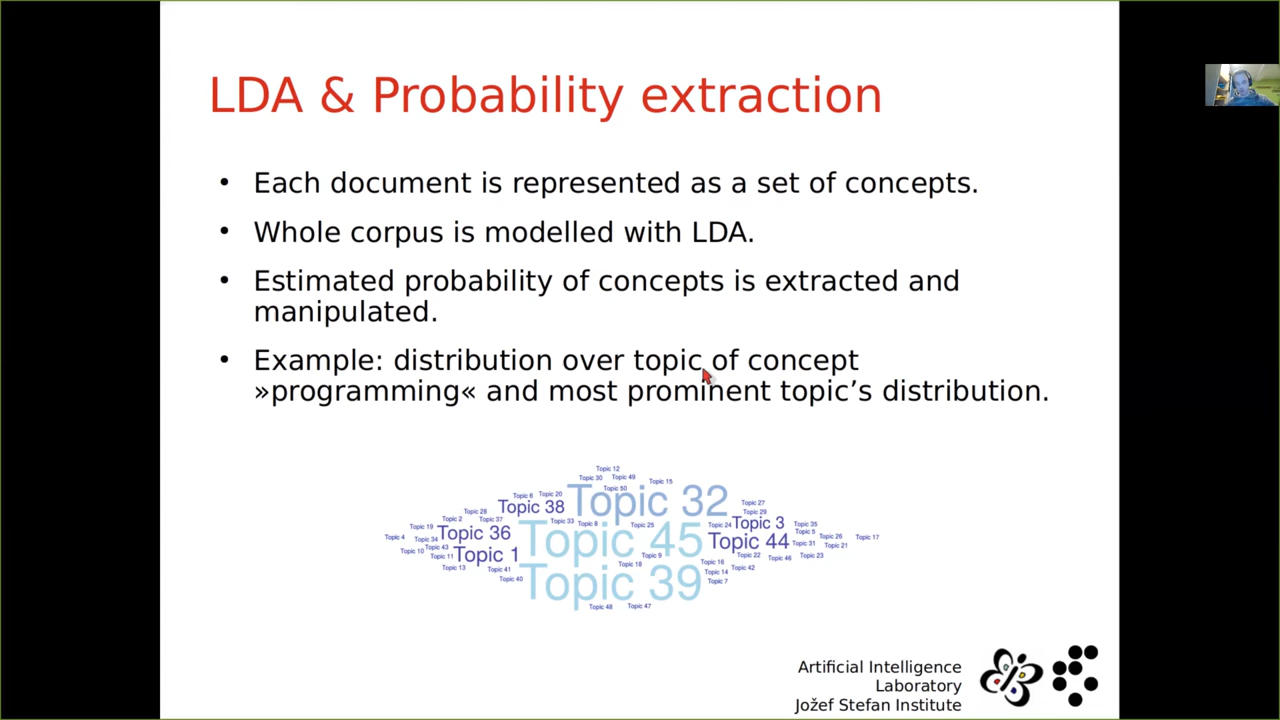 LDA & Probability extraction
• Each document is represented as a set of concepts.
• Whole corpus is modelled with LDA.
• Estimated probability of concepts is extracted and
manipulated.
• Example: distribution over topic of concept
»programming« and most prominent topic’s distribution.
Topic 12
Topic 30 Topic 49 Topic 15
Topic 50
Topic 6 Topic 20 Topic 32 Topic 27
Topic 28 Topic 38 Topic 29
Topic 2 Topic 37 Topic 33 Topic 8 Topic 25 Topic 24 Topic 3 Topic 35
Topic 19 Topic 36 Topic 5
Topic 4 Topic 34 Topic 45 Topic 44 Topic 26 Topic 17
Topic 10 Topic 43 Topic 31 Topic 21
Topic 11 Topic 1 Topic 9 Topic 22 Topic 46 Topic 23
Topic 13 Topic 41 Topic 18 Topic 16 Topic 42
Topic 40 Topic 39 Topic 14
Topic 7
Topic 48 Topic 47
Artificial Intelligence
Laboratory
Jožef Stefan Institute